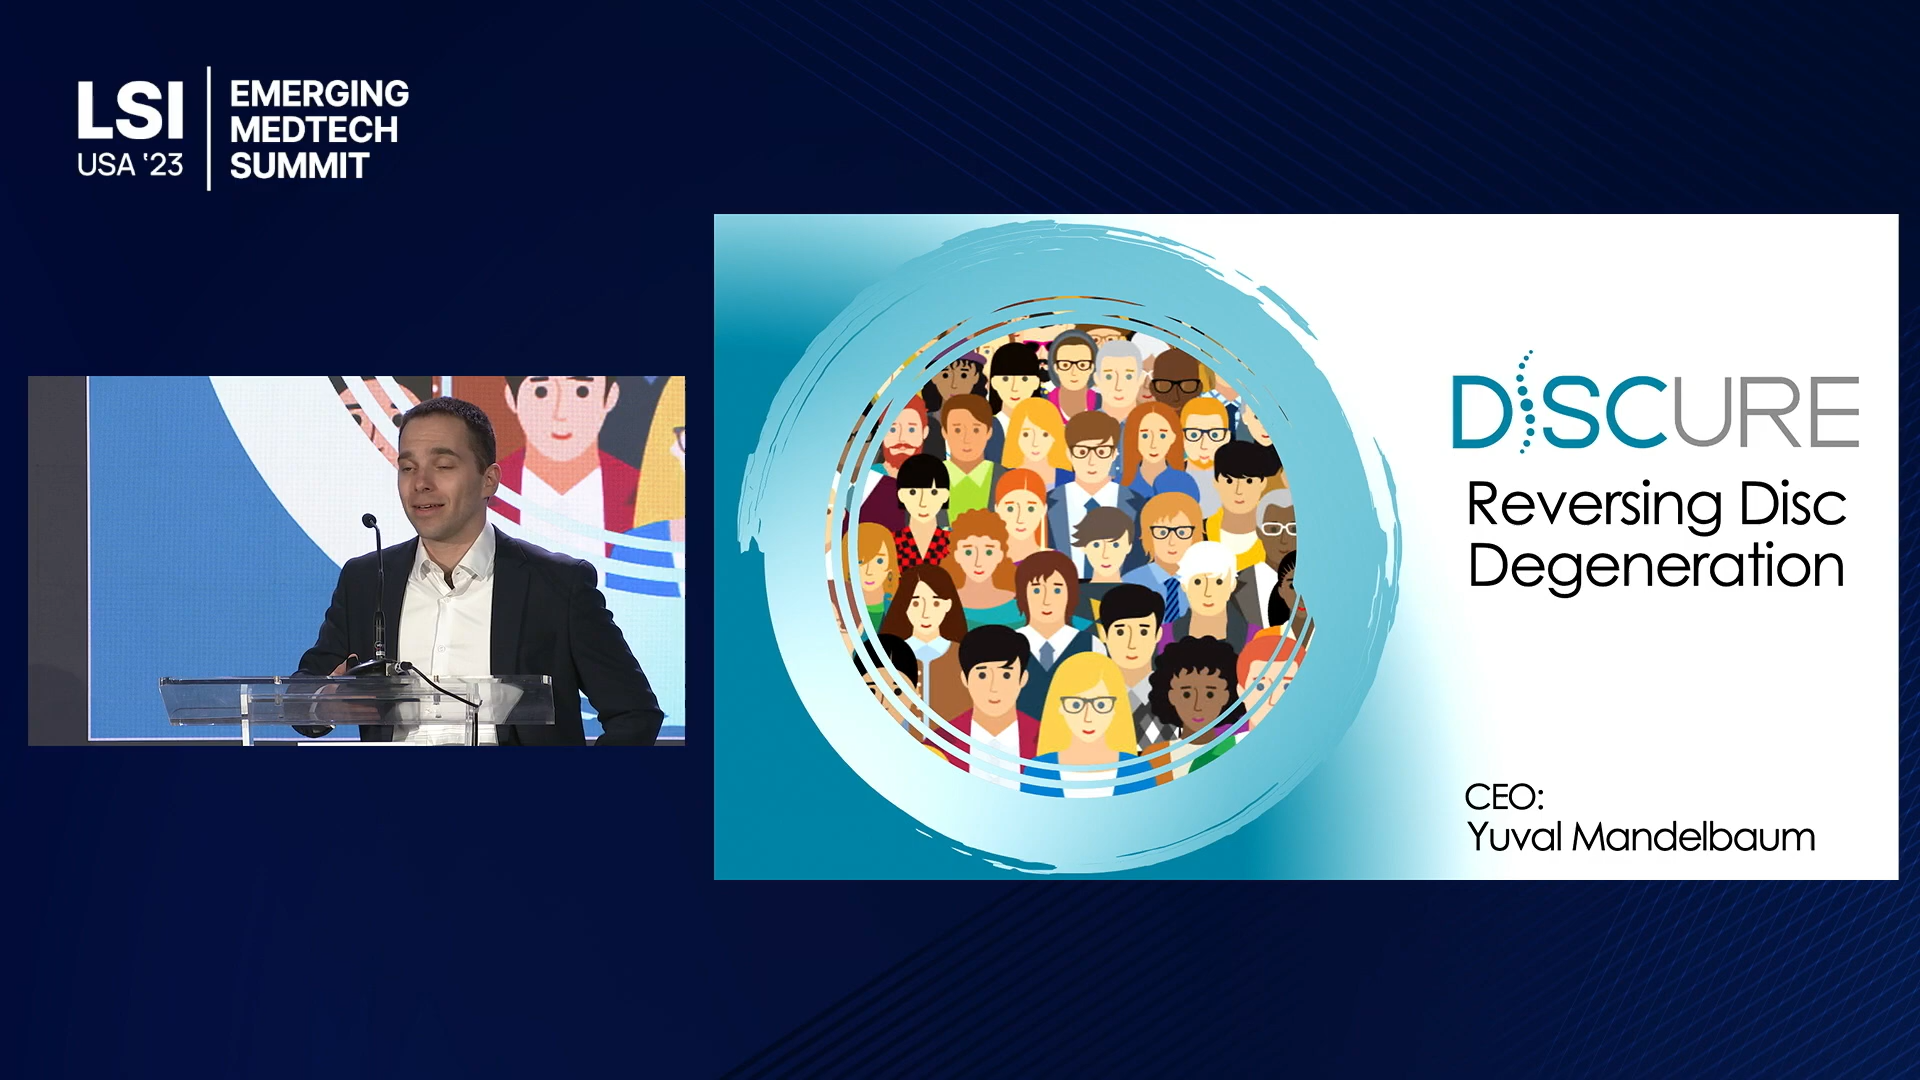 LSI
USA '23
EMERGING
MEDTECH
SUMMIT
DISCURE
Reversing Disc
Degeneration
CEO:
Yuval Mandelbaum